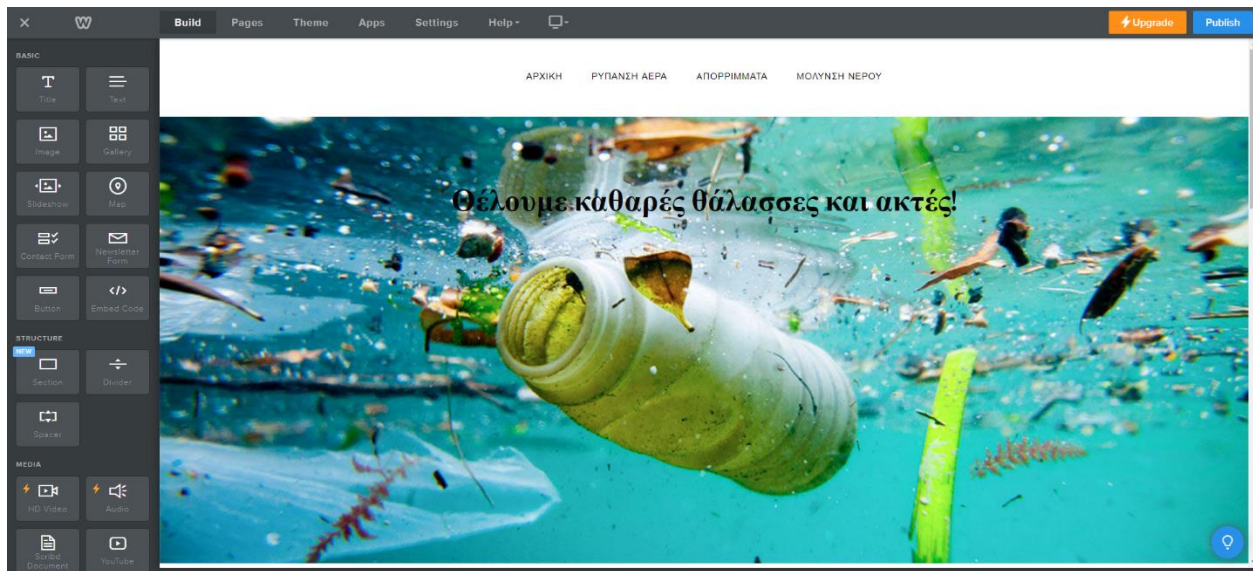 Build Pages Theme Apps Settings Help
Upgrade Publish
BASIC
Title Text
Image Gallery
Slideshow Map
Contact Form Newsletter Form
Button Embed Code
STRUCTURE
NEW
Section Divider
Spacer
MEDIA
HD Video Audio
Scribd Document YouTube
ΑΡΧΙΚΗ ΡΥΠΑΝΣΗ ΑΕΡΑ ΑΠΟΡΡΙΜΜΑΤΑ ΜΟΛΥΝΣΗ ΝΕΡΟΥ
Θέλουμε καθαρές θάλασσες και ακτές!